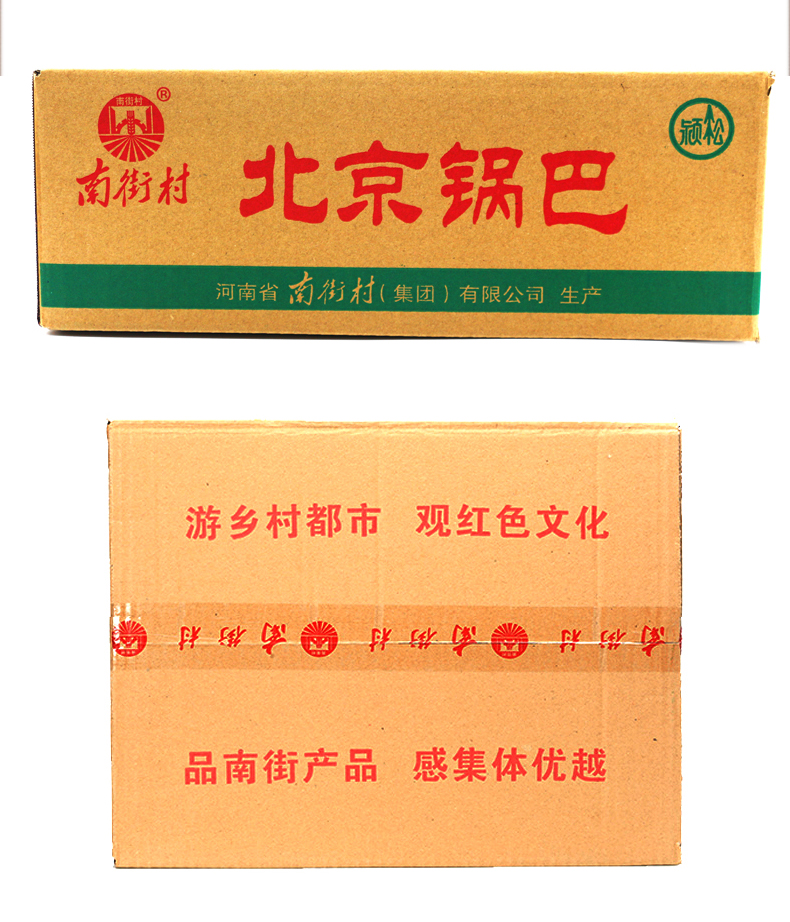 南街村
®
南街村
北京锅巴
颍松
河南省 南街村(集团)有限公司 生产
游乡村都市 观红色文化
南街村 南街村 南街村
品南街产品 感集体优越